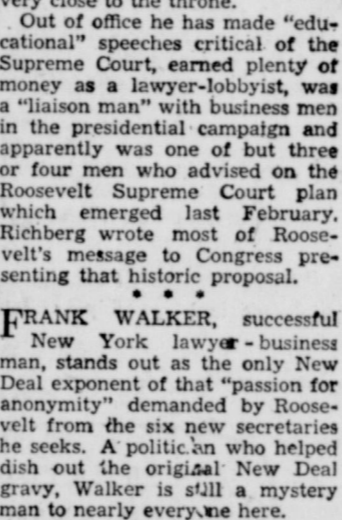 very close to the throne.
Out of office he has made “edu-
cational” speeches critical of the
Supreme Court, earned plenty of
money as a lawyer-lobbyist, was
a “liaison man” with business men
in the presidential campaign and
apparently was one of but three
or four men who advised on the
Roosevelt Supreme Court plan
which emerged last February.
Richberg wrote most of Roose-
velt's message to Congress pre-
senting that historic proposal.
* * *
FRANK WALKER, successful
New York lawyer - business
man, stands out as the only New
Deal exponent of that “passion for
anonymity” demanded by Roose-
velt from the six new secretaries
he seeks. A politician who helped
dish out the original New Deal
gravy, Walker is still a mystery
man to nearly everyone here.